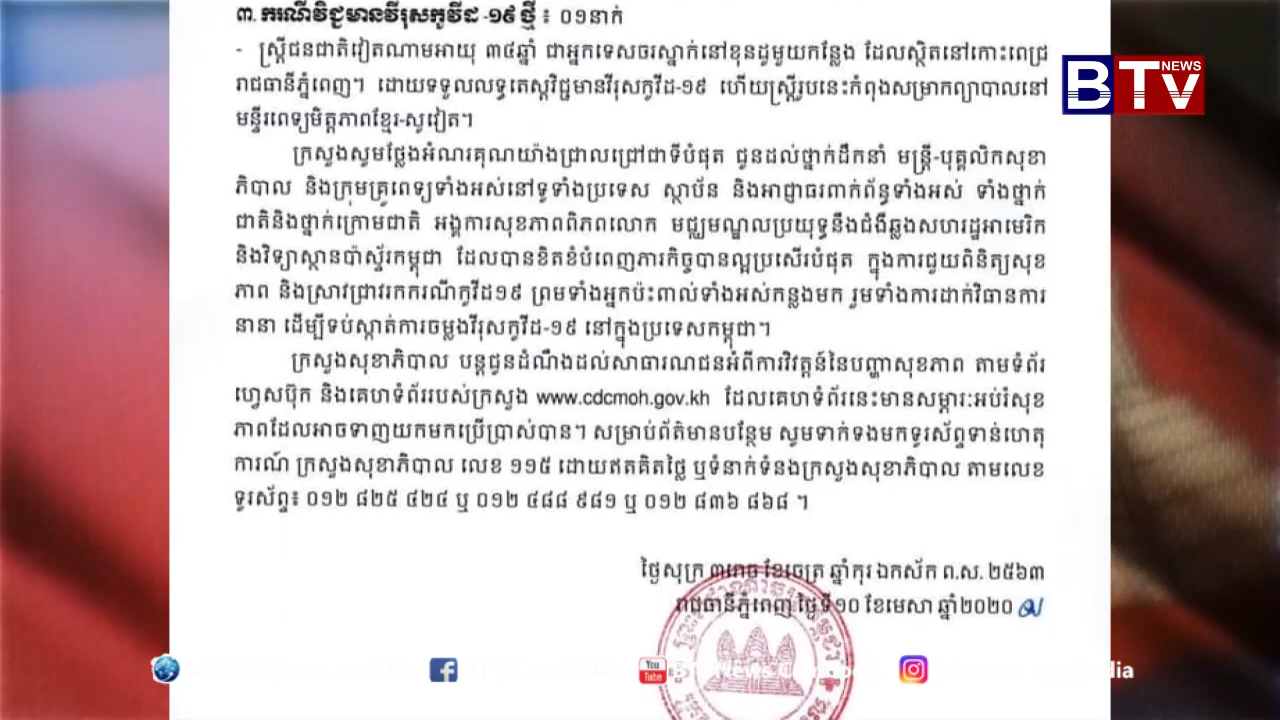 ៣. ករណីវិជ្ជមានវីរុសកូវីដ -១៩ ថ្មី ៖ ០១នាក់
- ស្ត្រីជនជាតិវៀតណាមអាយុ ៣៤ឆ្នាំ ជាអ្នកទេសចរស្នាក់នៅខុនដូមួយកន្លែង ដែលស្ថិតនៅកោះពេជ្រ
រាជធានីភ្នំពេញ។ ដោយទទួលលទ្ធតេស្តវិជ្ជមានវីរុសកូវីដ-១៩ ហើយស្ត្រីរូបនេះកំពុងសម្រាកព្យាបាលនៅ
មន្ទីរពេទ្យមិត្តភាពខ្មែរ-សូវៀត។
ក្រសួងសូមថ្លែងអំណរគុណយ៉ាងជ្រាលជ្រៅជាទីបំផុត ជូនដល់ថ្នាក់ដឹកនាំ មន្ត្រី-បុគ្គលិកសុខា
ភិបាល និងក្រុមគ្រូពេទ្យទាំងអស់នៅទូទាំងប្រទេស ស្ថាប័ន និងអាជ្ញាធរពាក់ព័ន្ធទាំងអស់ ទាំងថ្នាក់
ជាតិនិងថ្នាក់ក្រោមជាតិ អង្គការសុខភាពពិភពលោក មជ្ឈមណ្ឌលប្រយុទ្ធនឹងជំងឺឆ្លងសហរដ្ឋអាមេរិក
និងវិទ្យាស្ថានប៉ាស្ទ័រកម្ពុជា ដែលបានខិតខំបំពេញភារកិច្ចបានល្អប្រសើរបំផុត ក្នុងការជួយពិនិត្យសុខ
ភាព និងស្រាវជ្រាវរកករណីកូវីដ១៩ ព្រមទាំងអ្នកប៉ះពាល់ទាំងអស់កន្លងមក រួមទាំងការដាក់វិធានការ
នានា ដើម្បីទប់ស្កាត់ការចម្លងវីរុសកូវីដ-១៩ នៅក្នុងប្រទេសកម្ពុជា។
ក្រសួងសុខាភិបាល បន្តជូនដំណឹងដល់សាធារណជនអំពីការវិវត្តន៍នៃបញ្ហាសុខភាព តាមទំព័រ
ហ្វេសប៊ុក និងគេហទំព័ររបស់ក្រសួង www.cdcmoh.gov.kh ដែលគេហទំព័រនេះមានសម្ភារៈអប់រំសុខ
ភាពដែលអាចទាញយកមកប្រើប្រាស់បាន។ សម្រាប់ព័ត៌មានបន្ថែម សូមទាក់ទងមកទូរស័ព្ទទាន់ហេតុ
ការណ៍ ក្រសួងសុខាភិបាល លេខ ១១៥ ដោយឥតគិតថ្លៃ ឬទំនាក់ទំនងក្រសួងសុខាភិបាល តាមលេខ
ទូរស័ព្ទ៖ ០១២ ៨២៥ ៤២៤ ឬ ០១២ ៤៨៨ ៩៨១ ឬ ០១២ ៨៣៦ ៨៦៨ ។
ថ្ងៃសុក្រ ៣រោច ខែចេត្រ ឆ្នាំកុរ ឯកស័ក ព.ស. ២៥៦៣
រាជធានីភ្នំពេញ ថ្ងៃទី១០ ខែមេសា ឆ្នាំ២០២០
BTV NEWS
You Tube